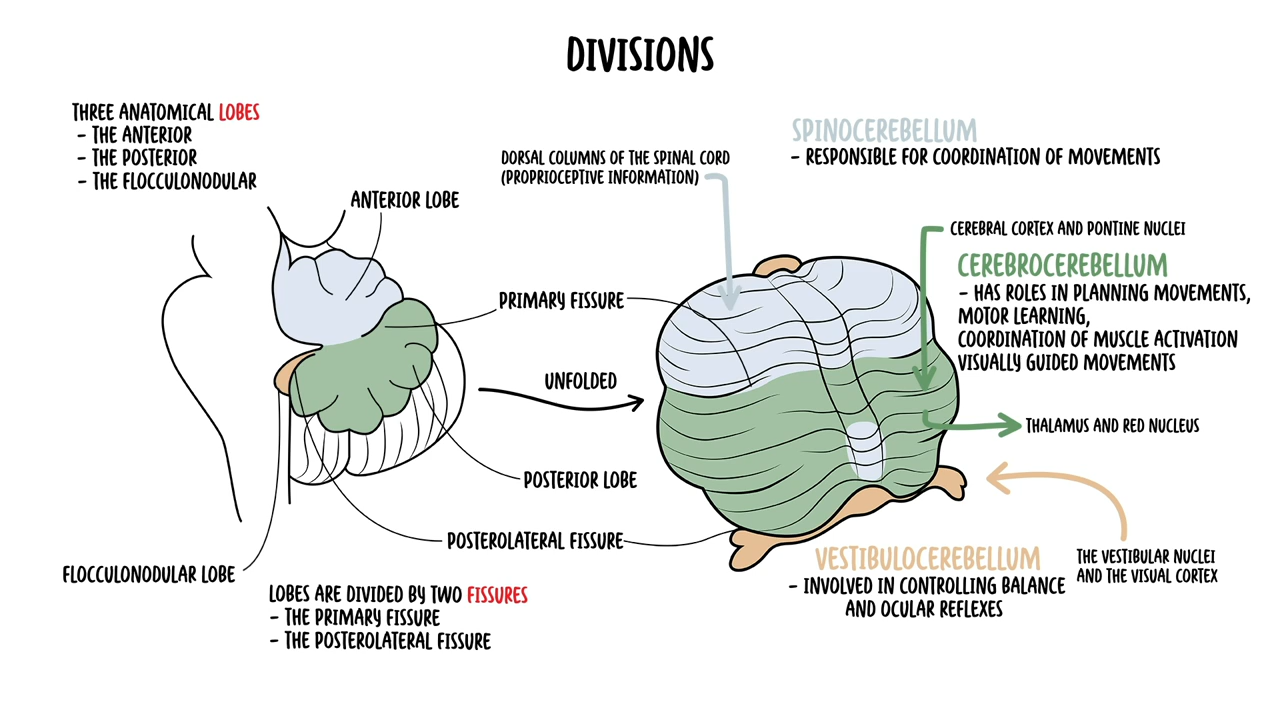 DIVISIONS
THREE ANATOMICAL LOBES
- THE ANTERIOR
- THE POSTERIOR
- THE FLOCCULONODULAR
ANTERIOR LOBE
PRIMARY FISSURE
UNFOLDED
POSTERIOR LOBE
POSTEROLATERAL FISSURE
FLOCCULONODULAR LOBE
LOBES ARE DIVIDED BY TWO FISSURES
- THE PRIMARY FISSURE
- THE POSTEROLATERAL FISSURE
DORSAL COLUMNS OF THE SPINAL CORD
(PROPRIOCEPTIVE INFORMATION)
SPINOCEREBELLUM
- RESPONSIBLE FOR COORDINATION OF MOVEMENTS
CEREBRAL CORTEX AND PONTINE NUCLEI
CEREBROCEREBELLUM
- HAS ROLES IN PLANNING MOVEMENTS,
MOTOR LEARNING,
COORDINATION OF MUSCLE ACTIVATION
VISUALLY GUIDED MOVEMENTS
THALAMUS AND RED NUCLEUS
VESTIBULOCEREBELLUM
- INVOLVED IN CONTROLLING BALANCE
AND OCULAR REFLEXES
THE VESTIBULAR NUCLEI
AND THE VISUAL CORTEX